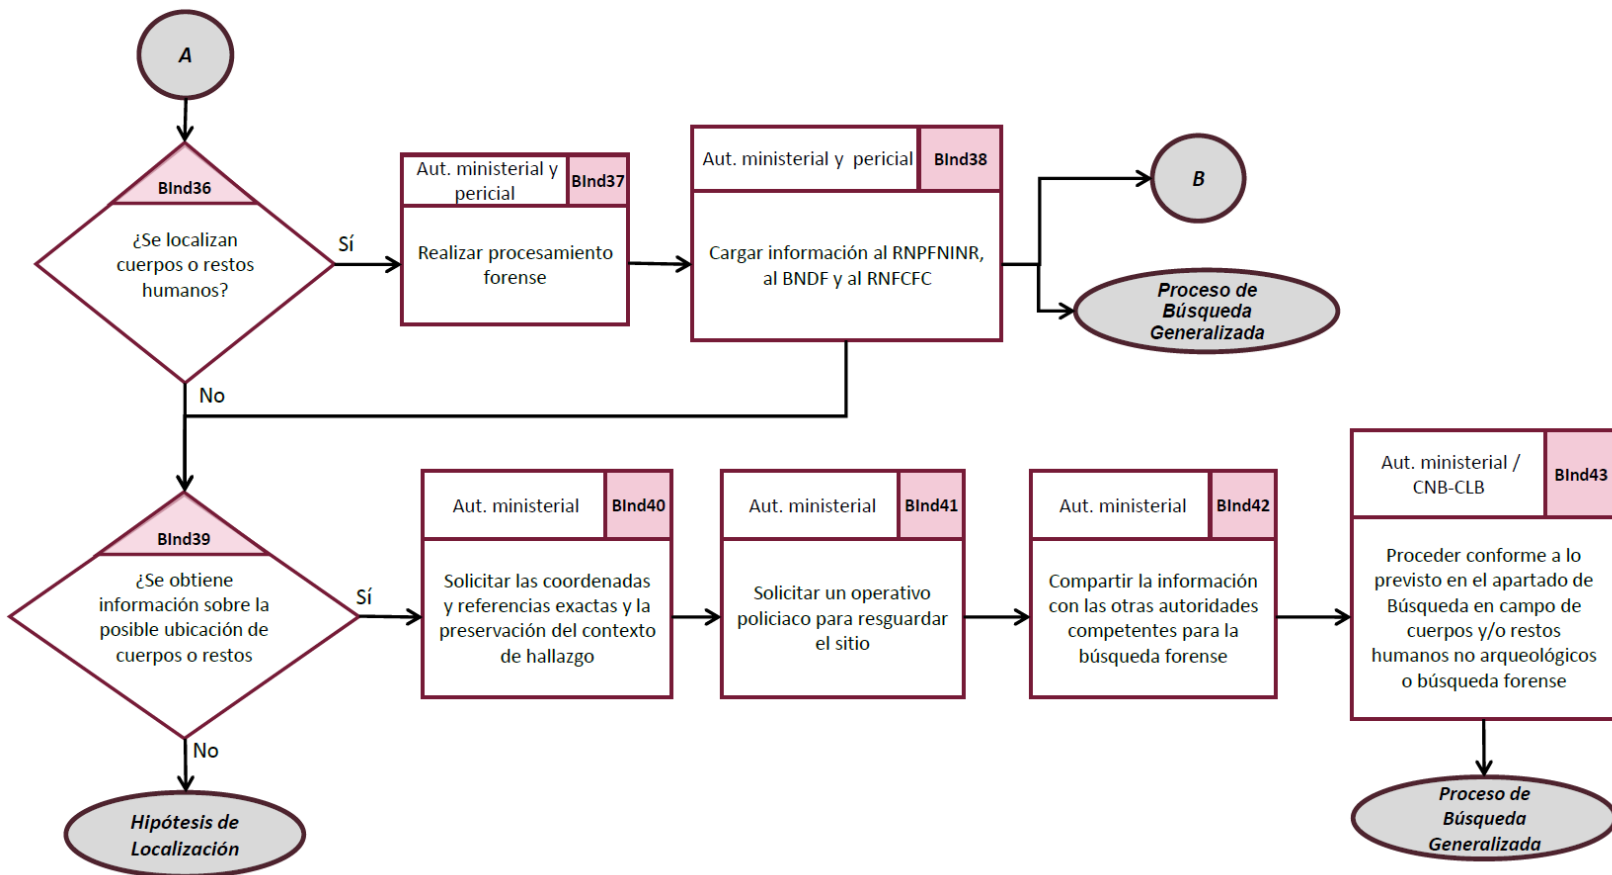 A
BInd36
¿Se localizan
cuerpos o restos
humanos?
Sí
Aut. ministerial y
pericial
BInd37
Realizar procesamiento
forense
Aut. ministerial y pericial
BInd38
Cargar información al RNPFNINR,
al BNDF y al RNFCFC
B
Proceso de
Búsqueda
Generalizada
No
BInd39
¿Se obtiene
información sobre la
posible ubicación de
cuerpos o restos
Sí
Aut. ministerial
BInd40
Solicitar las coordenadas
y referencias exactas y la
preservación del contexto
de hallazgo
Aut. ministerial
BInd41
Solicitar un operativo
policiaco para resguardar
el sitio
Aut. ministerial
BInd42
Compartir la información
con las otras autoridades
competentes para la
búsqueda forense
Aut. ministerial /
CNB-CLB
BInd43
Proceder conforme a lo
previsto en el apartado de
Búsqueda en campo de
cuerpos y/o restos
humanos no arqueológicos
o búsqueda forense
No
Hipótesis de
Localización
Proceso de
Búsqueda
Generalizada